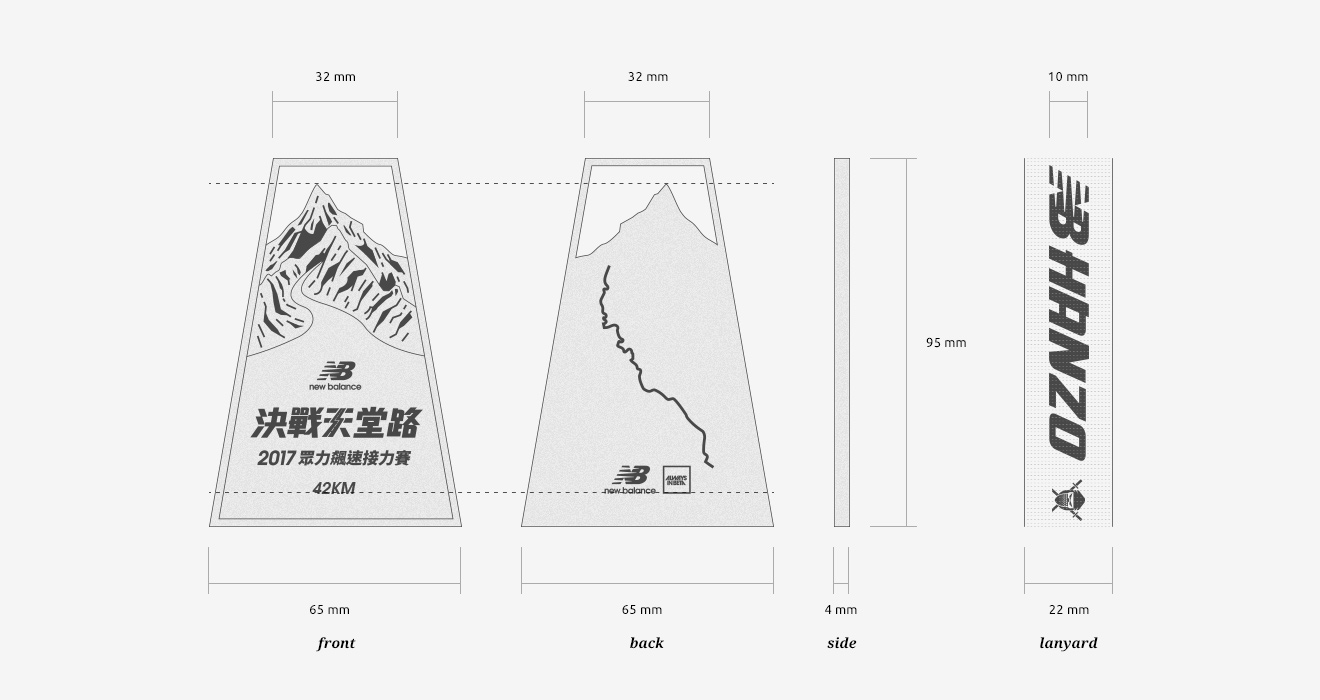 32 mm
32 mm
10 mm
new balance
決戰天堂路
2017 眾力飆速接力賽
42KM
new balance
ALWAYS
IN BETA
95 mm
NB HANZO
65 mm
65 mm
4 mm
22 mm
front
back
side
lanyard